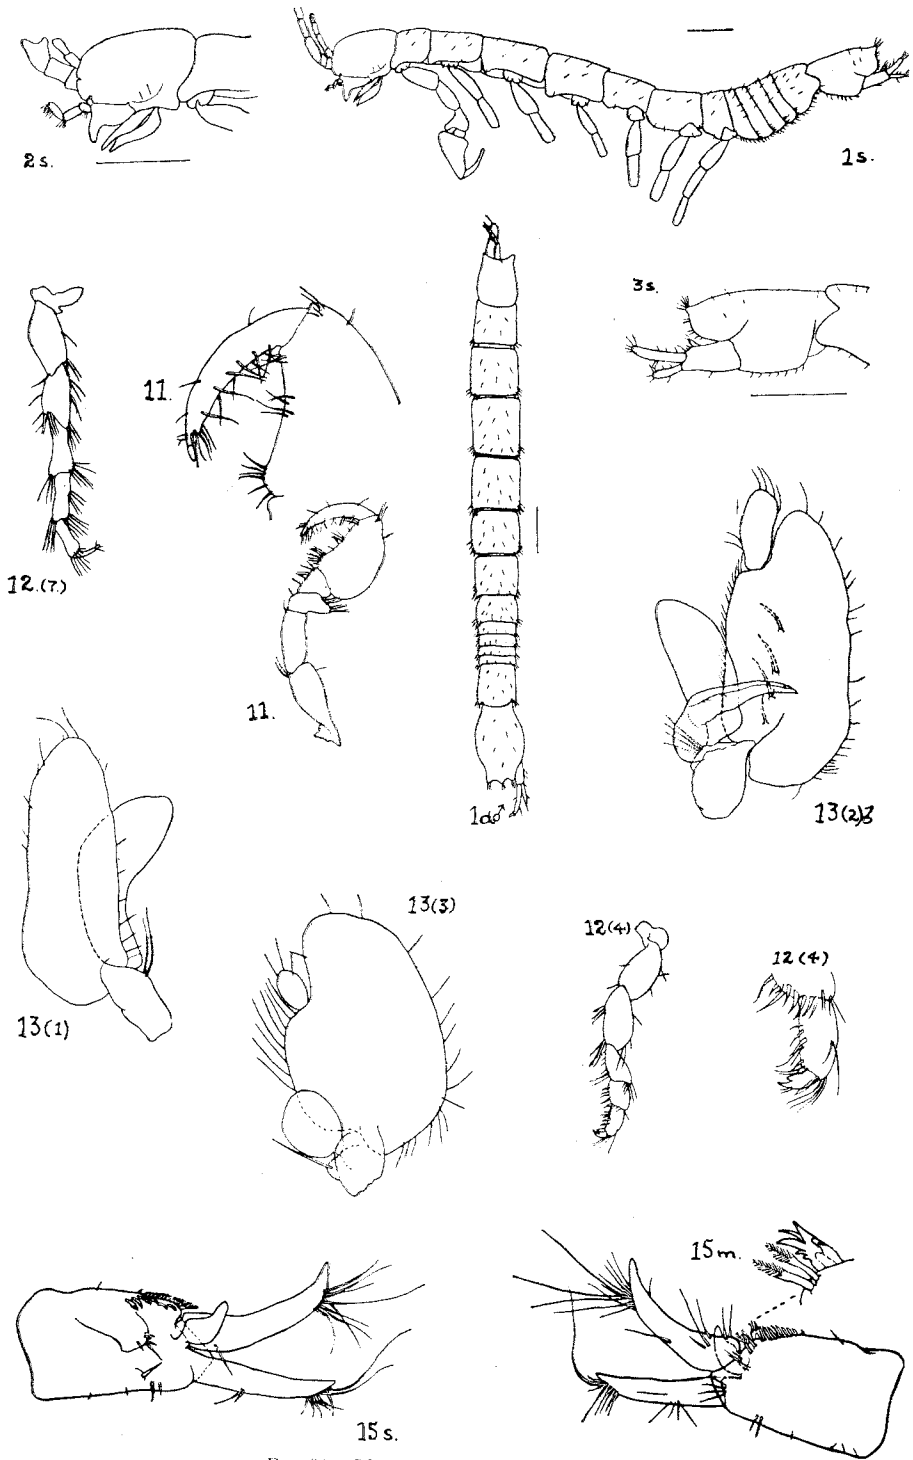 2s.
1s.
3s.
11.
12.(7.)
11.
1d♂
13(2)♂
13(1)
13(3)
12(4)
12(4)
15m.
15s.